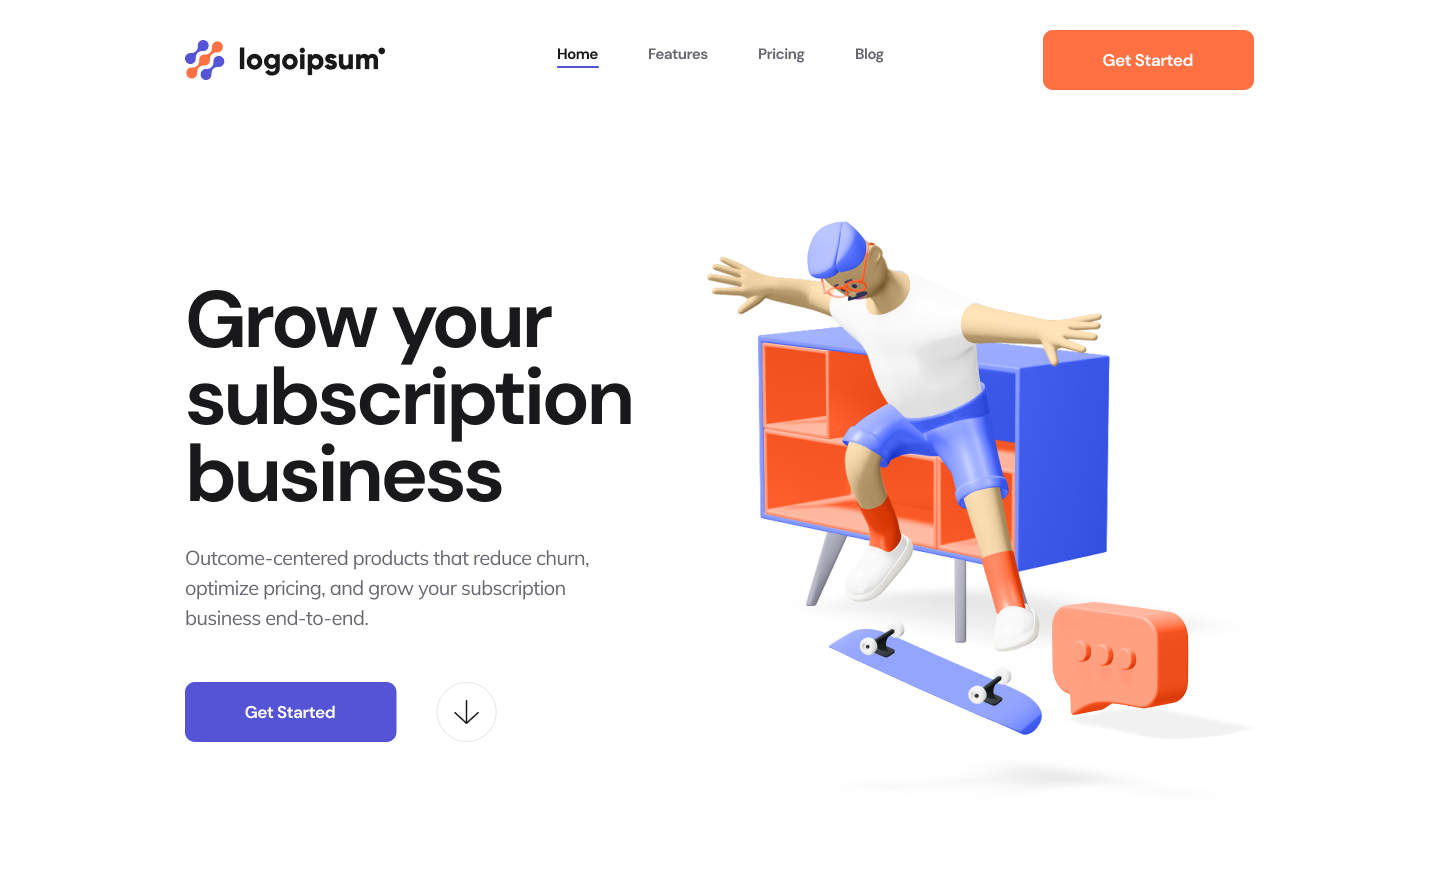 logoipsum
Home
Features
Pricing
Blog
Get Started
Grow your
subscription
business
Outcome-centered products that reduce churn,
optimize pricing, and grow your subscription
business end-to-end.
Get Started